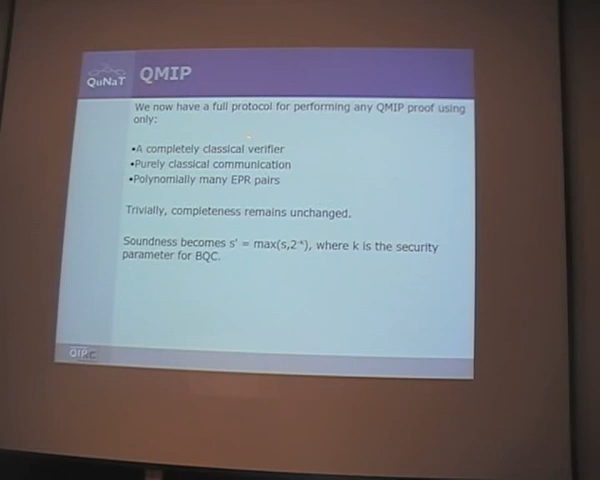 QuNaT
QMIP
We now have a full protocol for performing any QMIP proof using
only:
•A completely classical verifier
•Purely classical communication
•Polynomially many EPR pairs
Trivially, completeness remains unchanged.
Soundness becomes s' = max(s,2⁻ᵏ), where k is the security
parameter for BQC.